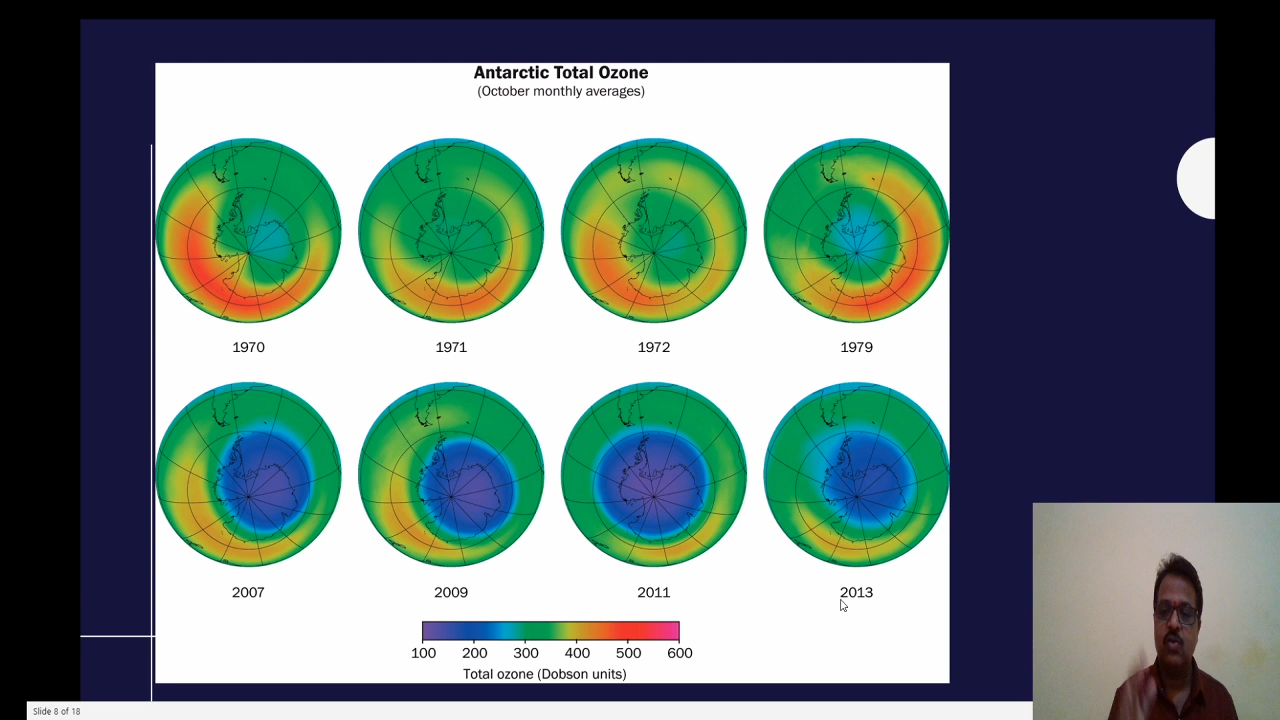 Antarctic Total Ozone
(October monthly averages)
1970
1971
1972
1979
2007
2009
2011
2013
100 200 300 400 500 600
Total ozone (Dobson units)
Slide 8 of 18